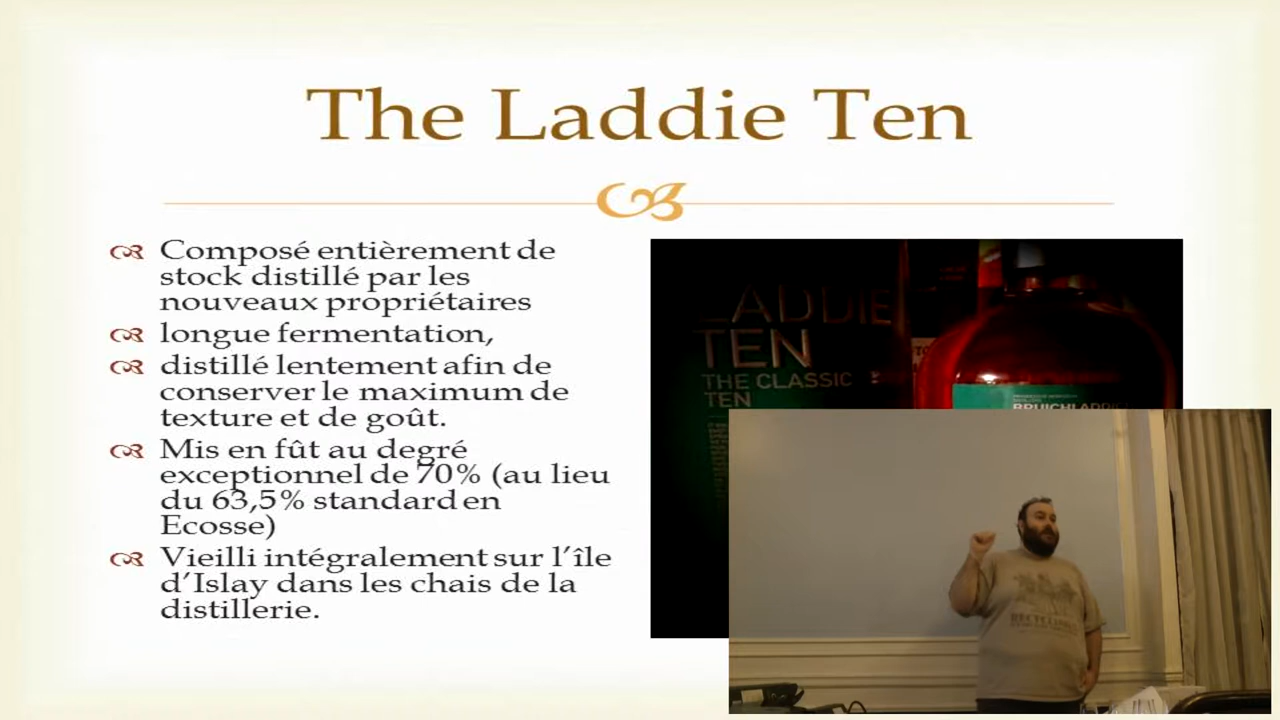 The Laddie Ten
Composé entièrement de
stock distillé par les
nouveaux propriétaires
longue fermentation,
distillé lentement afin de
conserver le maximum de
texture et de goût.
Mis en fût au degré
exceptionnel de 70% (au lieu
du 63,5% standard en
Ecosse)
Vieilli intégralement sur l'île
d'Islay dans les chais de la
distillerie.
LADDIE
TEN
THE CLASSIC
TEN
BRUICHLADDIE